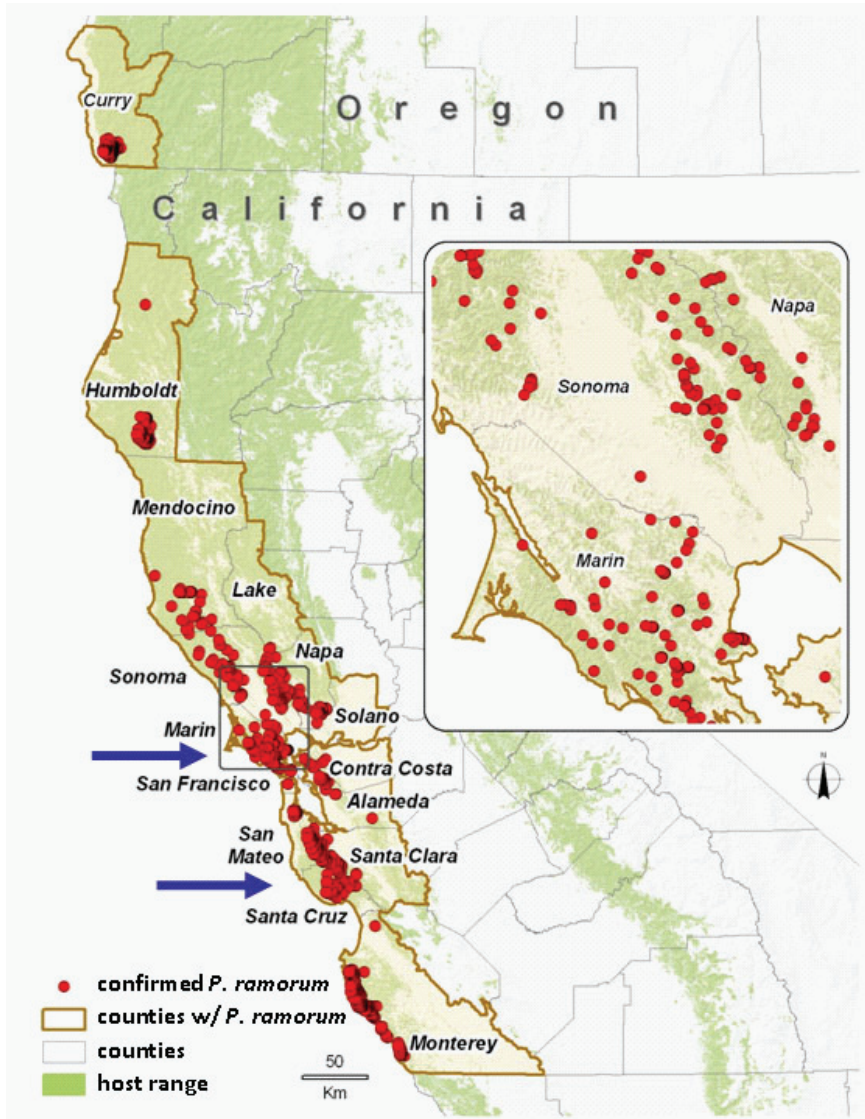 Curry
Oregon
California
Humboldt
Mendocino
Lake
Napa
Sonoma
Solano
Marin
Contra Costa
San Francisco
Alameda
San
Mateo
Santa Clara
Santa Cruz
Monterey
Napa
Sonoma
Marin
N
confirmed P. ramorum
counties w/ P. ramorum
counties
host range
50
Km